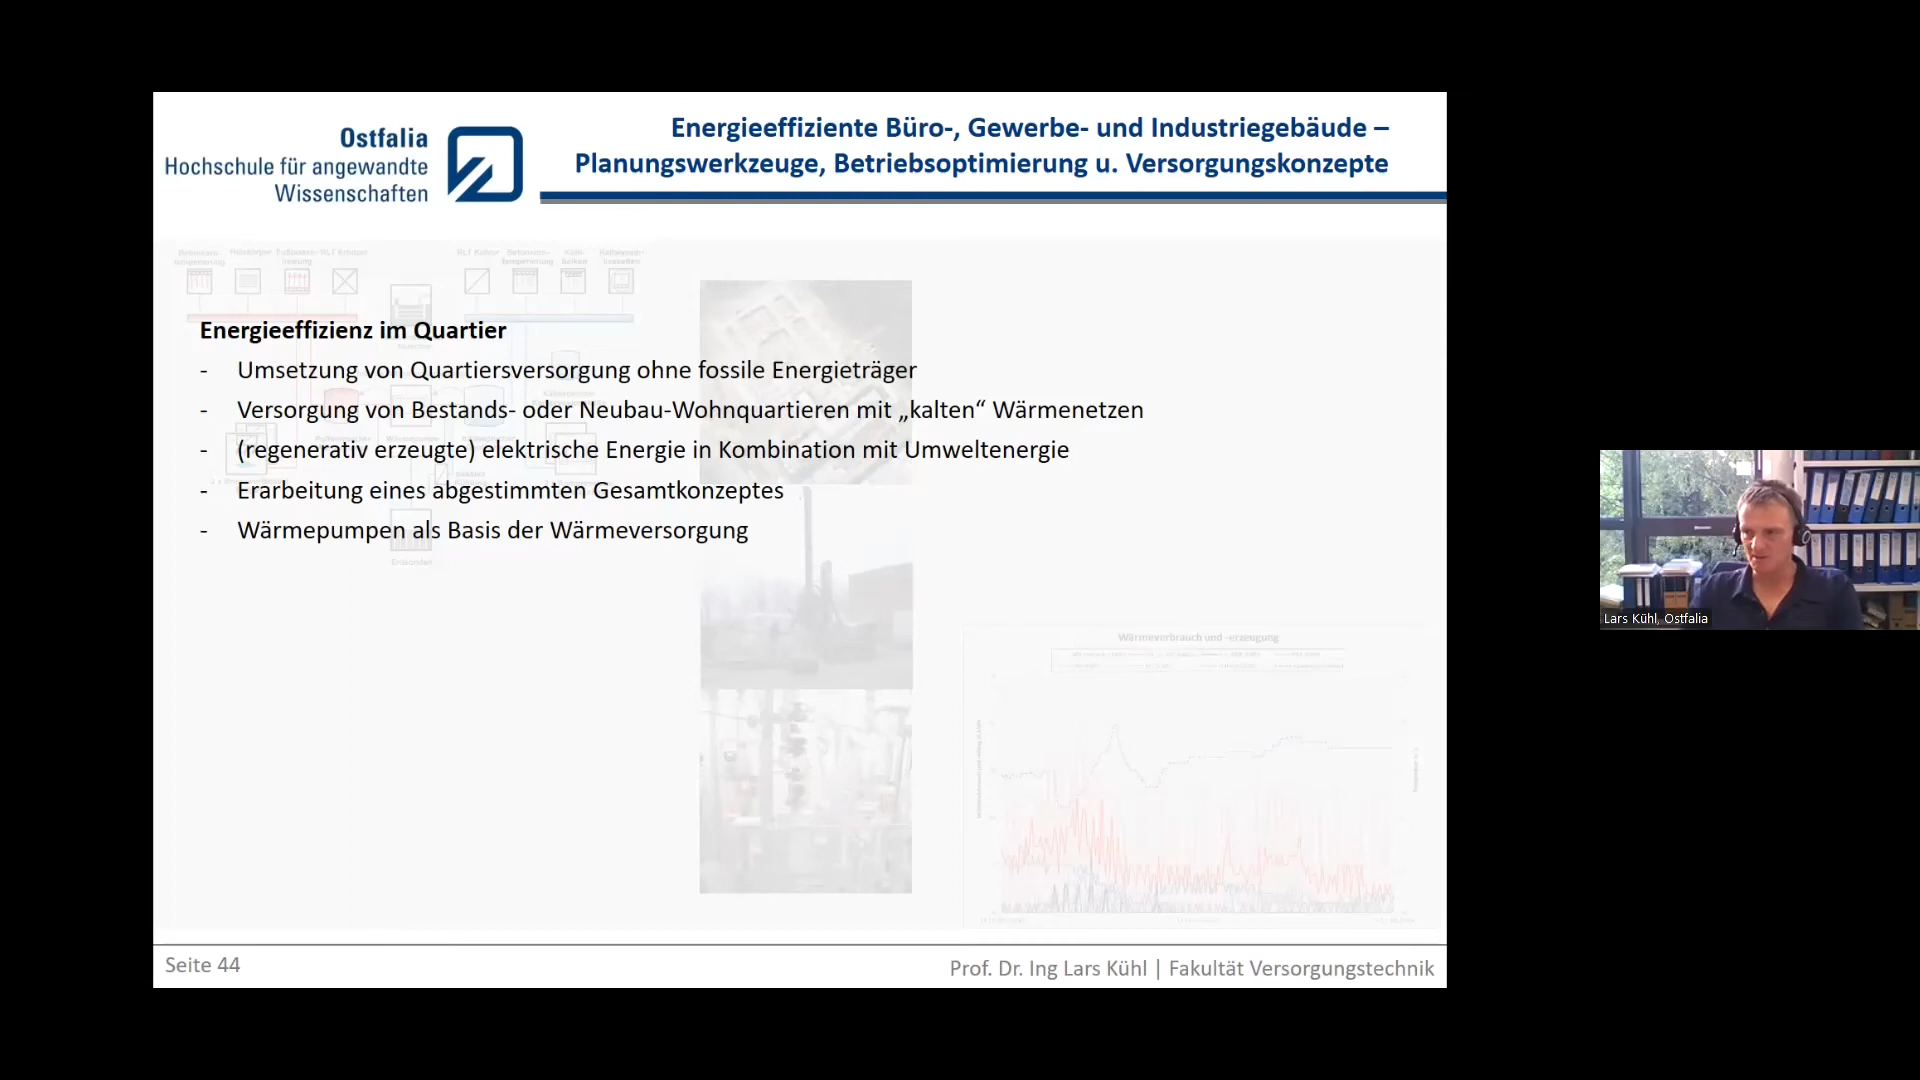 Ostfalia
Hochschule für angewandte
Wissenschaften
Energieeffiziente Büro-, Gewerbe- und Industriegebäude –
Planungswerkzeuge, Betriebsoptimierung u. Versorgungskonzepte
Energieeffizienz im Quartier
- Umsetzung von Quartiersversorgung ohne fossile Energieträger
- Versorgung von Bestands- oder Neubau-Wohnquartieren mit „kalten“ Wärmenetzen
- (regenerativ erzeugte) elektrische Energie in Kombination mit Umweltenergie
- Erarbeitung eines abgestimmten Gesamtkonzeptes
- Wärmepumpen als Basis der Wärmeversorgung
Erdsonden
Wärmeverbrauch und -erzeugung
Lars Kühl, Ostfalia
Seite 44
Prof. Dr. Ing Lars Kühl | Fakultät Versorgungstechnik